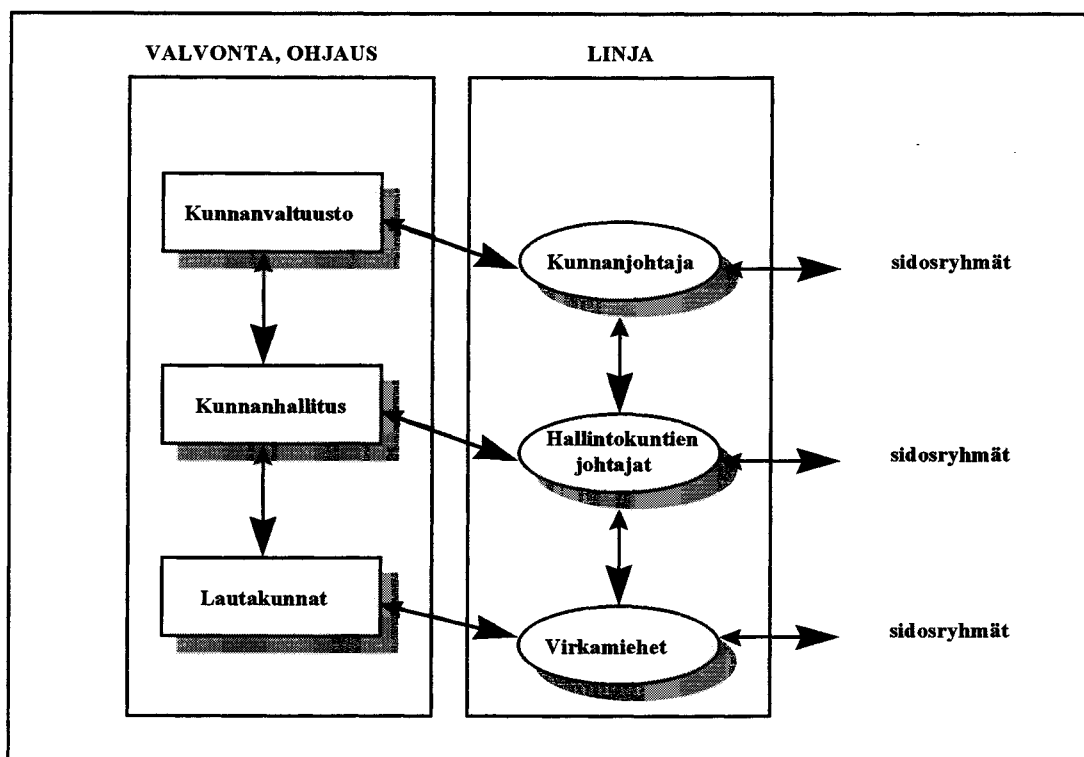 VALVONTA, OHJAUS
LINJA
Kunnanvaltuusto
Kunnanjohtaja
sidosryhmät
Kunnanhallitus
Hallintokuntien
johtajat
sidosryhmät
Lautakunnat
Virkamiehet
sidosryhmät